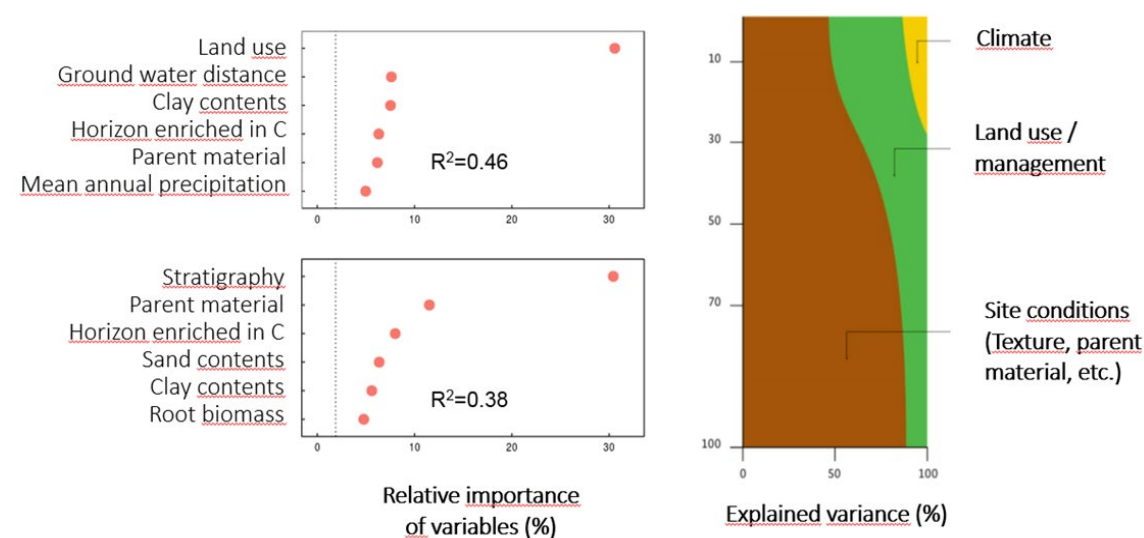 Land use
Ground water distance
Clay contents
Horizon enriched in C
Parent material
Mean annual precipitation
R²=0.46
0 10 20 30
Stratigraphy
Parent material
Horizon enriched in C
Sand contents
Clay contents
Root biomass
R²=0.38
0 10 20 30
Relative importance
of variables (%)
10
30
50
70
100
0 50 100
Explained variance (%)
Climate
Land use /
management
Site conditions
(Texture, parent
material, etc.)